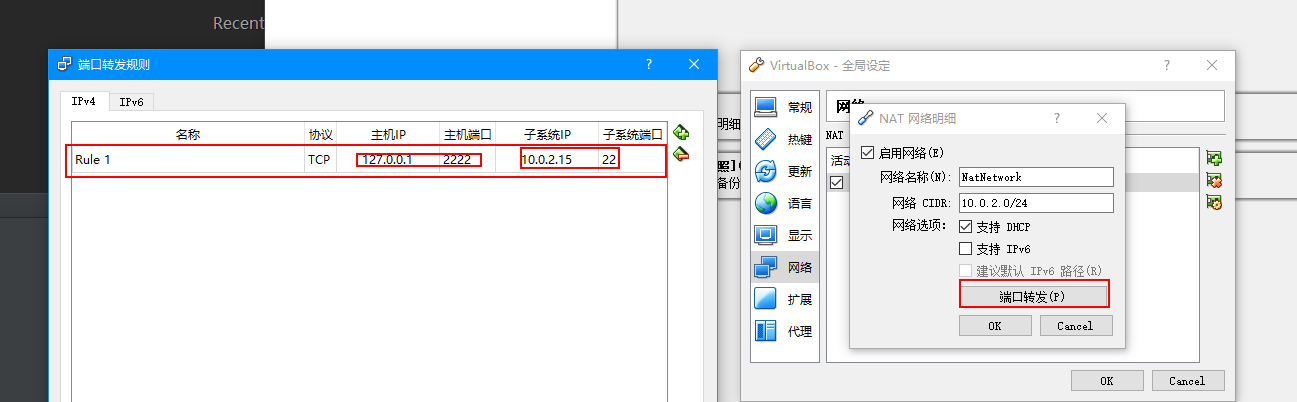 Recent
端口转发规则
IPv4 IPv6
名称 协议 主机IP 主机端口 子系统IP 子系统端口
Rule 1 TCP 127.0.0.1 2222 10.0.2.15 22
明细
备份
VirtualBox - 全局设定
常规
热键
更新
语言
显示
网络
扩展
代理
网络
NAT
活动
NAT 网络明细
启用网络(E)
网络名称(N): NatNetwork
网络 CIDR: 10.0.2.0/24
网络选项: 支持 DHCP
支持 IPv6
建议默认 IPv6 路径(R)
端口转发(P)
OK Cancel
OK Cancel